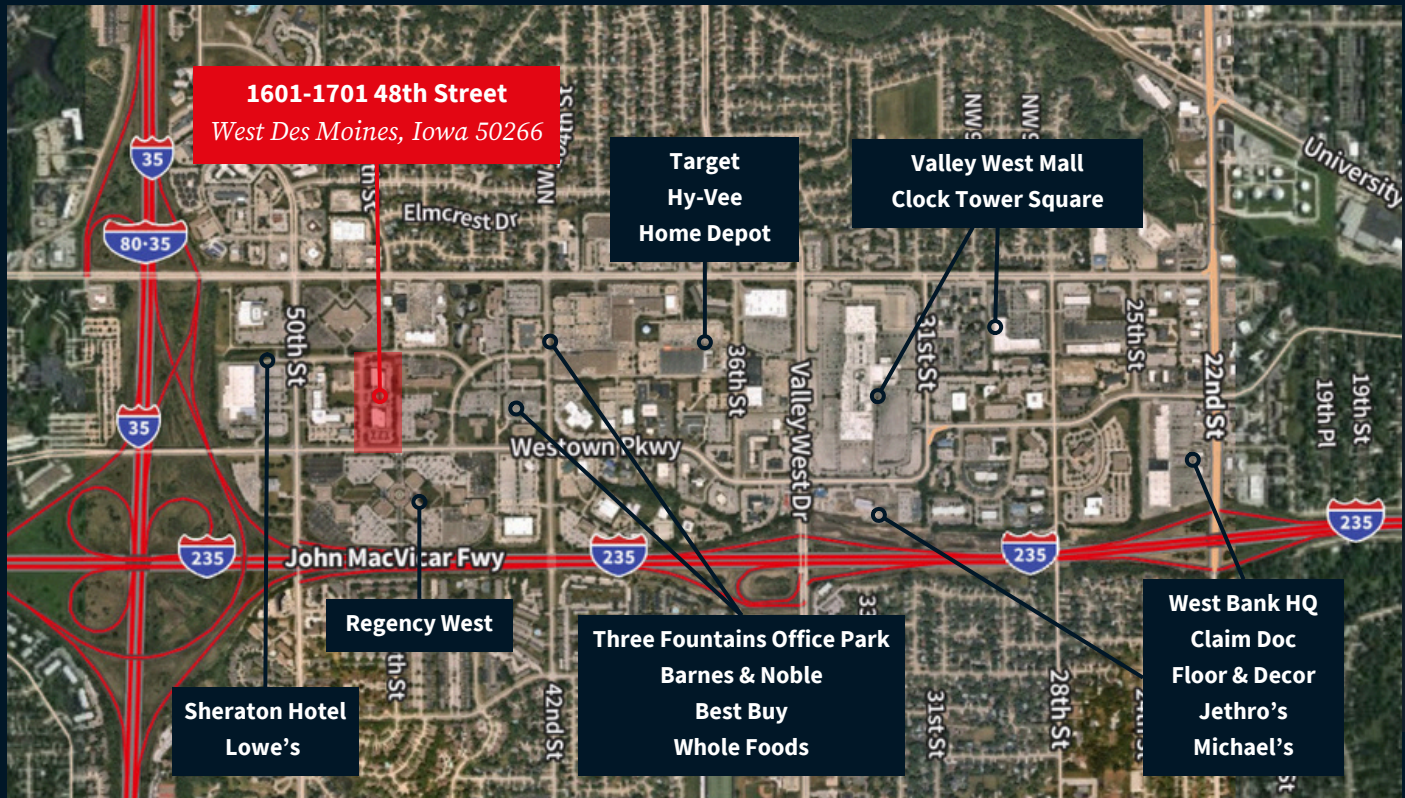 1601-1701 48th Street
West Des Moines, Iowa 50266
35
Target
Hy-Vee
Home Depot
Valley West Mall
Clock Tower Square
University
Elmcrest Dr
80·35
50th St
36th St
Valley West Dr
31st St
25th St
22nd St
19th Pl
19th St
35
Westown Pkwy
235
John MacVicar Fwy
235
235
235
Regency West
Three Fountains Office Park
Barnes & Noble
Best Buy
Whole Foods
West Bank HQ
Claim Doc
Floor & Decor
Jethro’s
Michael’s
Sheraton Hotel
Lowe’s
42nd St
31st St
28th St